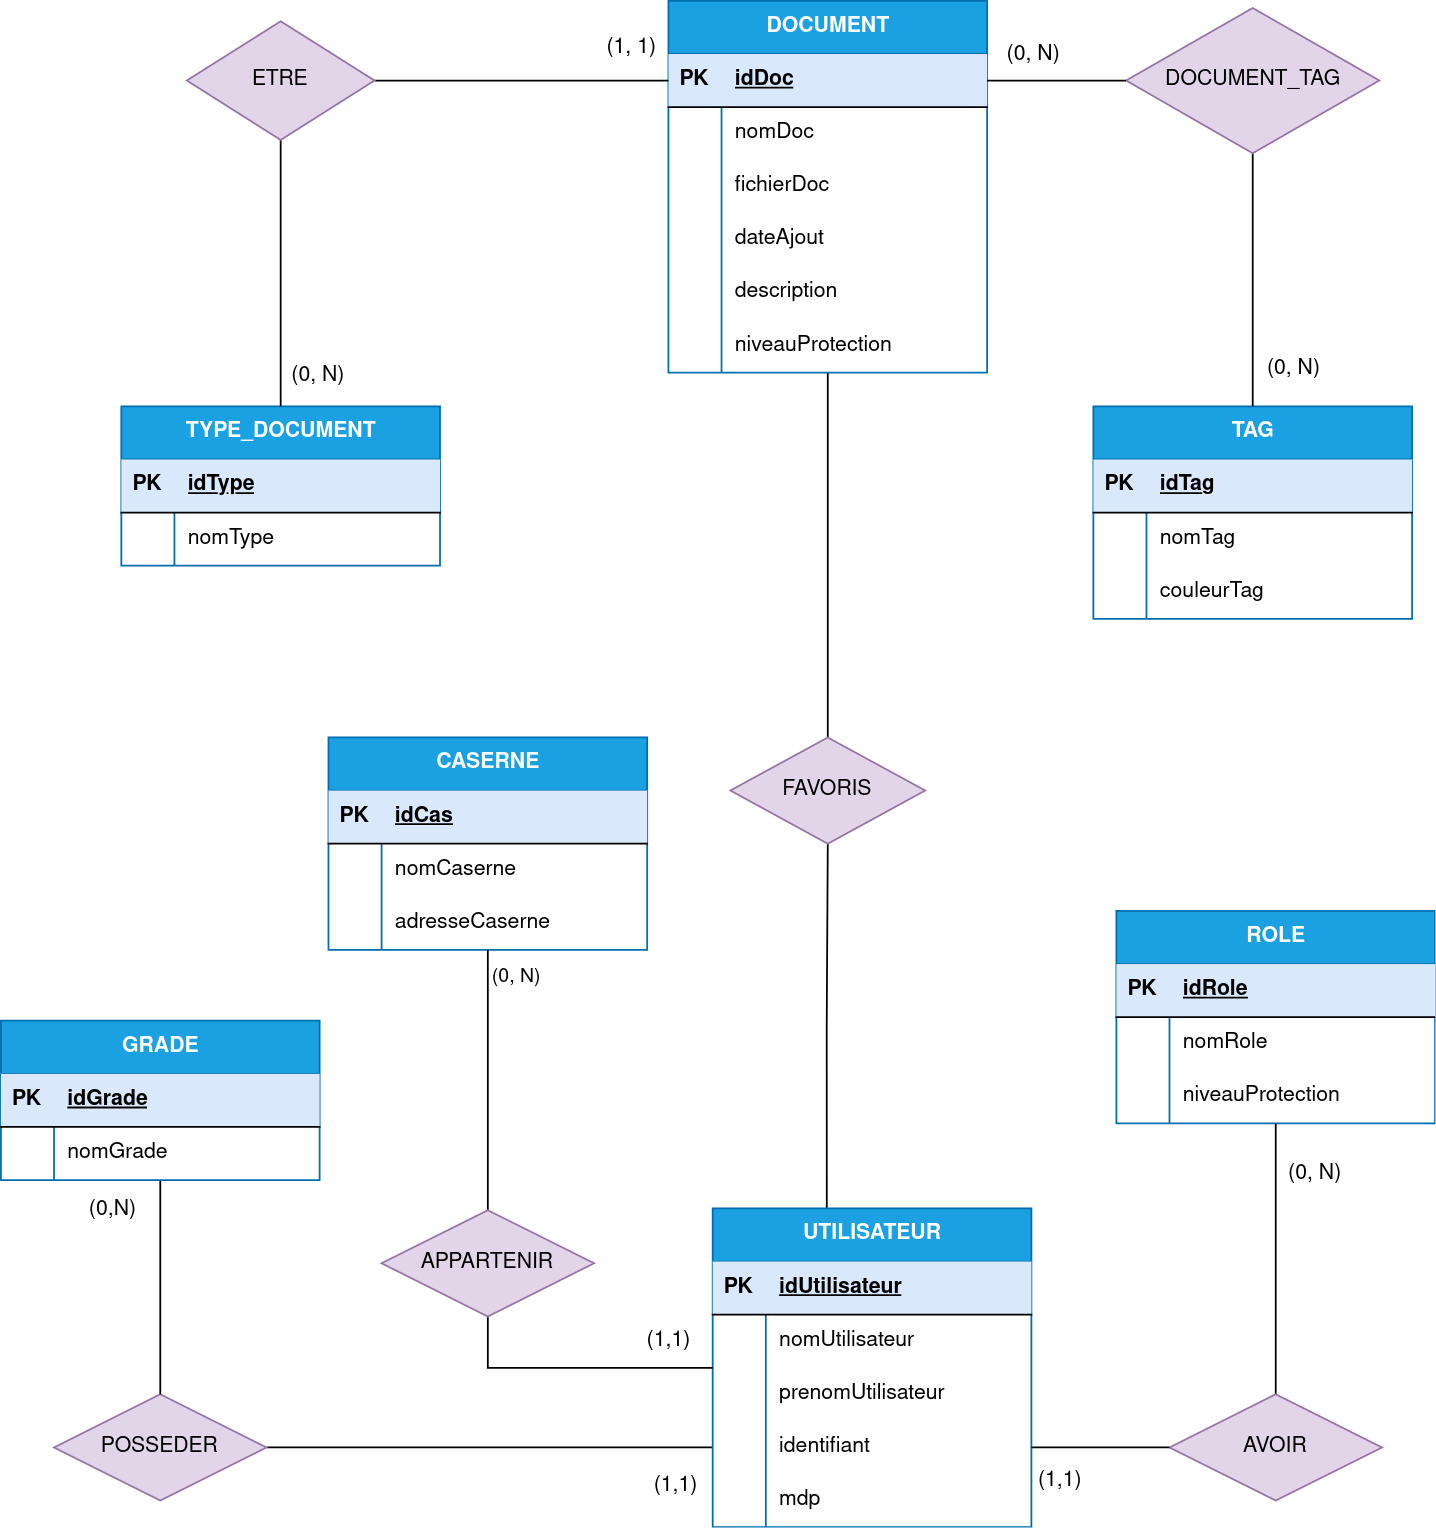 ETRE
(1, 1)
DOCUMENT
PK idDoc
nomDoc
fichierDoc
dateAjout
description
niveauProtection
(0, N)
DOCUMENT_TAG
(0, N)
TYPE_DOCUMENT
PK idType
nomType
(0, N)
TAG
PK idTag
nomTag
couleurTag
FAVORIS
CASERNE
PK idCas
nomCaserne
adresseCaserne
(0, N)
ROLE
PK idRole
nomRole
niveauProtection
(0, N)
GRADE
PK idGrade
nomGrade
(0,N)
APPARTENIR
(1,1)
UTILISATEUR
PK idUtilisateur
nomUtilisateur
prenomUtilisateur
identifiant
mdp
POSSEDER
(1,1)
(1,1)
AVOIR